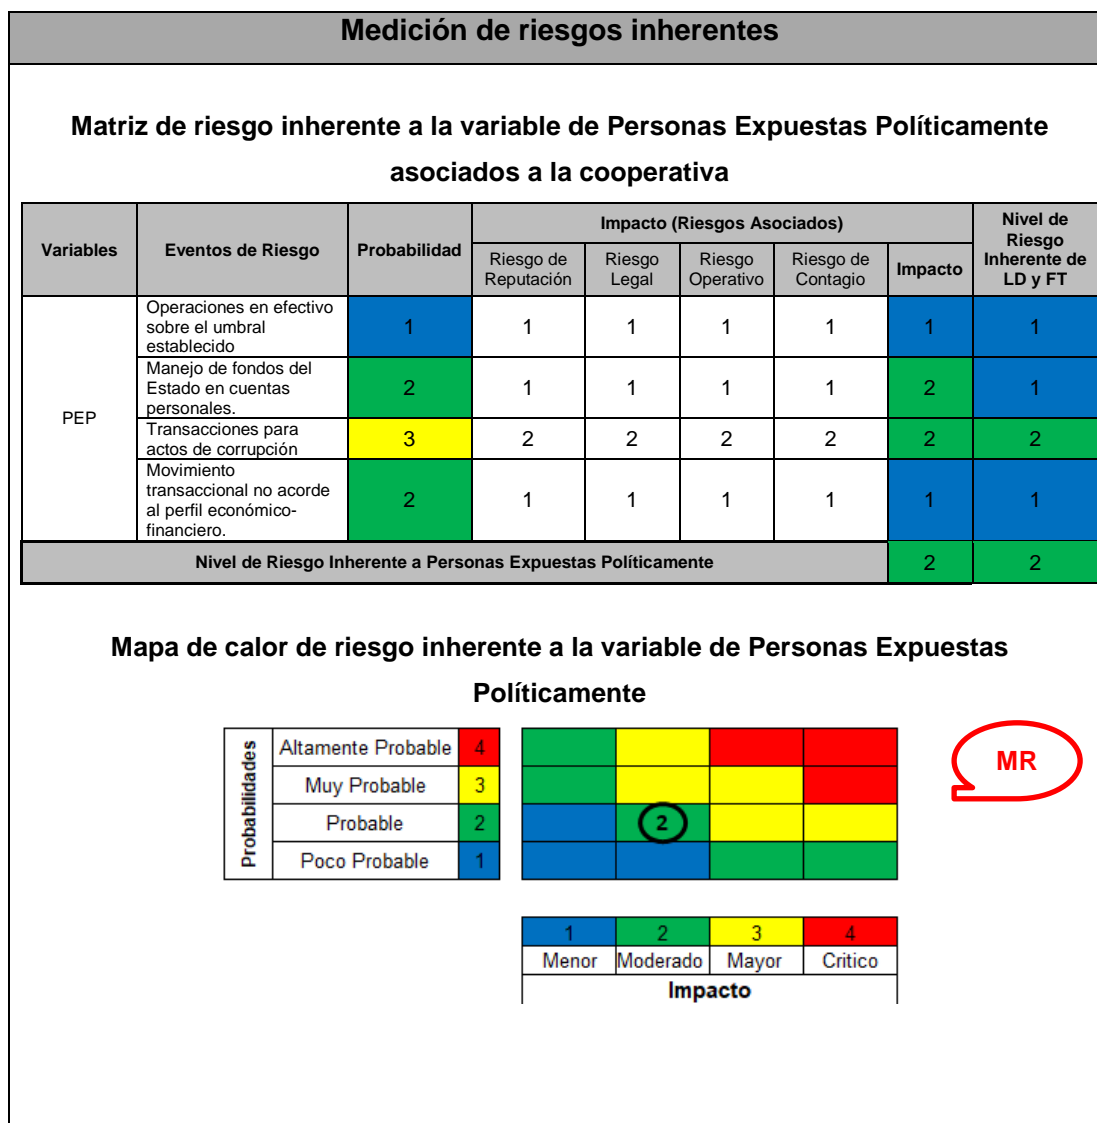 Medición de riesgos inherentes
Matriz de riesgo inherente a la variable de Personas Expuestas Políticamente
asociados a la cooperativa
Variables
Eventos de Riesgo
Probabilidad
Impacto (Riesgos Asociados)
Nivel de
Riesgo
Inherente de
LD y FT
Riesgo de
Reputación
Riesgo
Legal
Riesgo
Operativo
Riesgo de
Contagio
Impacto
PEP
Operaciones en efectivo
sobre el umbral
establecido
1 1 1 1 1 1 1
Manejo de fondos del
Estado en cuentas
personales.
2 1 1 1 1 2 1
Transacciones para
actos de corrupción
3 2 2 2 2 2 2
Movimiento
transaccional no acorde
al perfil económico-
financiero.
2 1 1 1 1 1 1
Nivel de Riesgo Inherente a Personas Expuestas Políticamente 2 2
Mapa de calor de riesgo inherente a la variable de Personas Expuestas
Políticamente
Probabilidades
Altamente Probable 4
Muy Probable 3
Probable 2 2
Poco Probable 1
MR
1 2 3 4
Menor Moderado Mayor Critico
Impacto